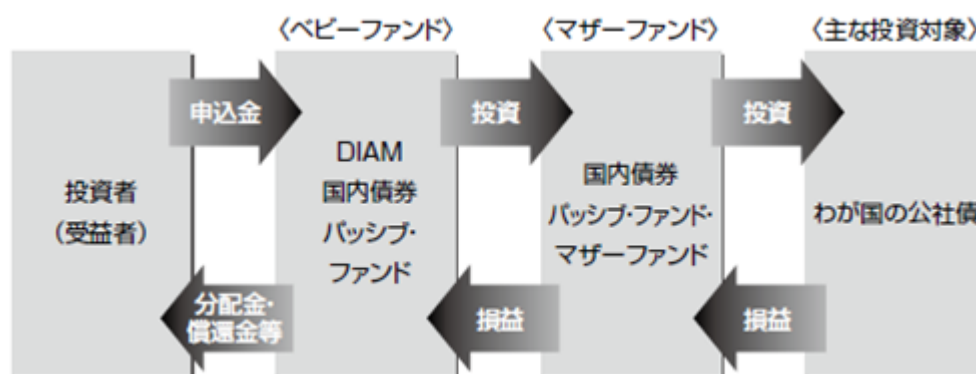 〈ベビーファンド〉
〈マザーファンド〉
〈主な投資対象〉
申込金
投資
投資
投資者
(受益者)
DIAM
国内債券
パッシブ・
ファンド
国内債券
パッシブ・ファンド・
マザーファンド
わが国の公社債
分配金・
償還金等
損益
損益